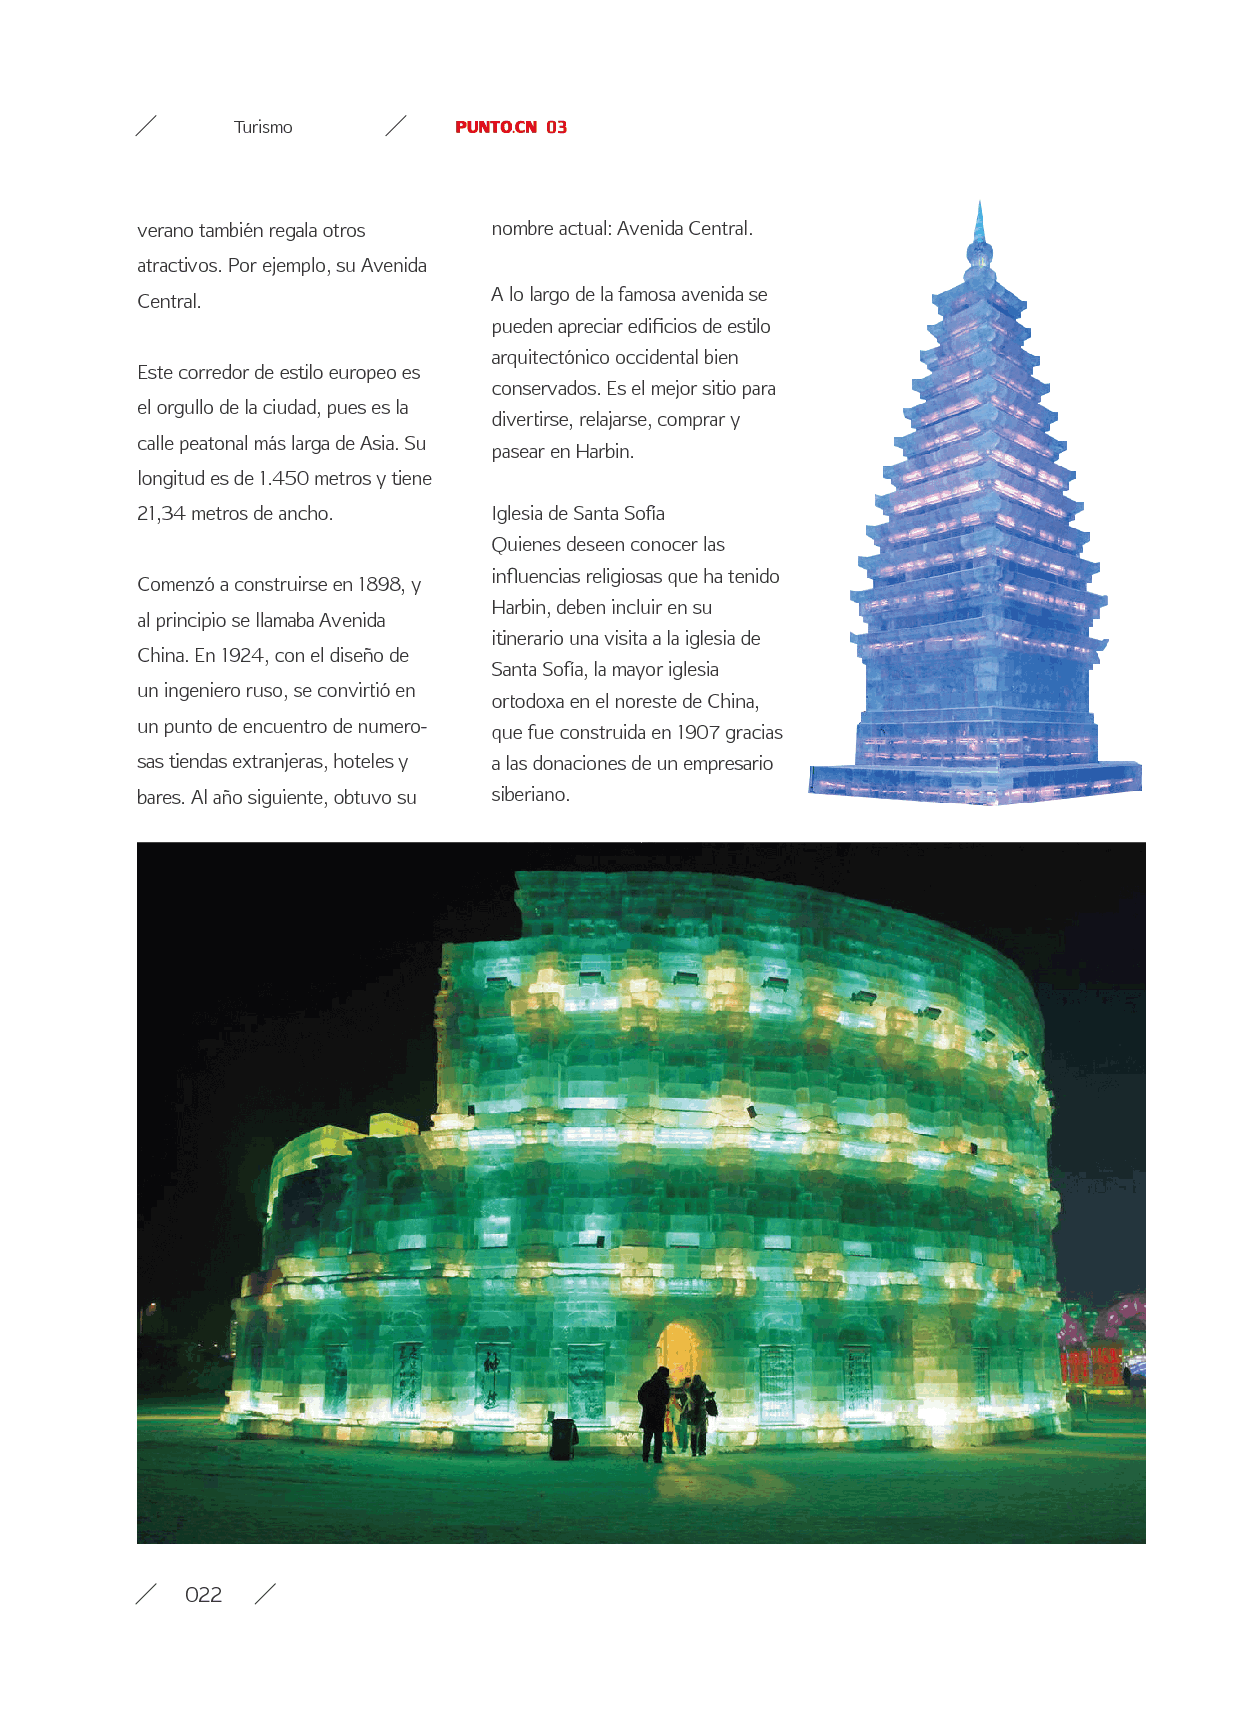 Turismo
PUNTO.CN 03
verano también regala otros
atractivos. Por ejemplo, su Avenida
Central.
Este corredor de estilo europeo es
el orgullo de la ciudad, pues es la
calle peatonal más larga de Asia. Su
longitud es de 1.450 metros y tiene
21,34 metros de ancho.
Comenzó a construirse en 1898, y
al principio se llamaba Avenida
China. En 1924, con el diseño de
un ingeniero ruso, se convirtió en
un punto de encuentro de numero-
sas tiendas extranjeras, hoteles y
bares. Al año siguiente, obtuvo su
nombre actual: Avenida Central.
A lo largo de la famosa avenida se
pueden apreciar edificios de estilo
arquitectónico occidental bien
conservados. Es el mejor sitio para
divertirse, relajarse, comprar y
pasear en Harbin.
Iglesia de Santa Sofía
Quienes deseen conocer las
influencias religiosas que ha tenido
Harbin, deben incluir en su
itinerario una visita a la iglesia de
Santa Sofía, la mayor iglesia
ortodoxa en el noreste de China,
que fue construida en 1907 gracias
a las donaciones de un empresario
siberiano.
022